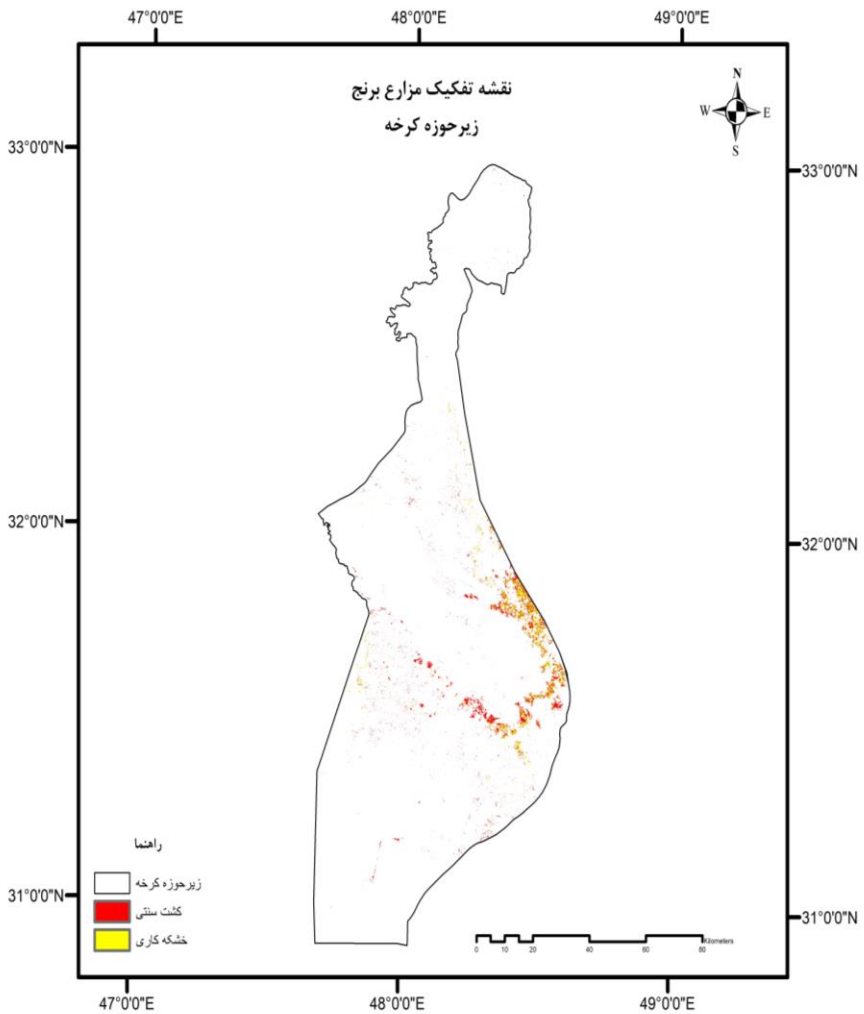 47°0'0"E 48°0'0"E 49°0'0"E
نقشه تفکیک مزارع برنج
زیرحوزه کرخه
N
W E
S
33°0'0"N 33°0'0"N
32°0'0"N 32°0'0"N
31°0'0"N 31°0'0"N
راهنما
زیرحوزه کرخه
کشت سنتی
خشکه کاری
Kilometers
0 10 20 40 60 80
47°0'0"E 48°0'0"E 49°0'0"E